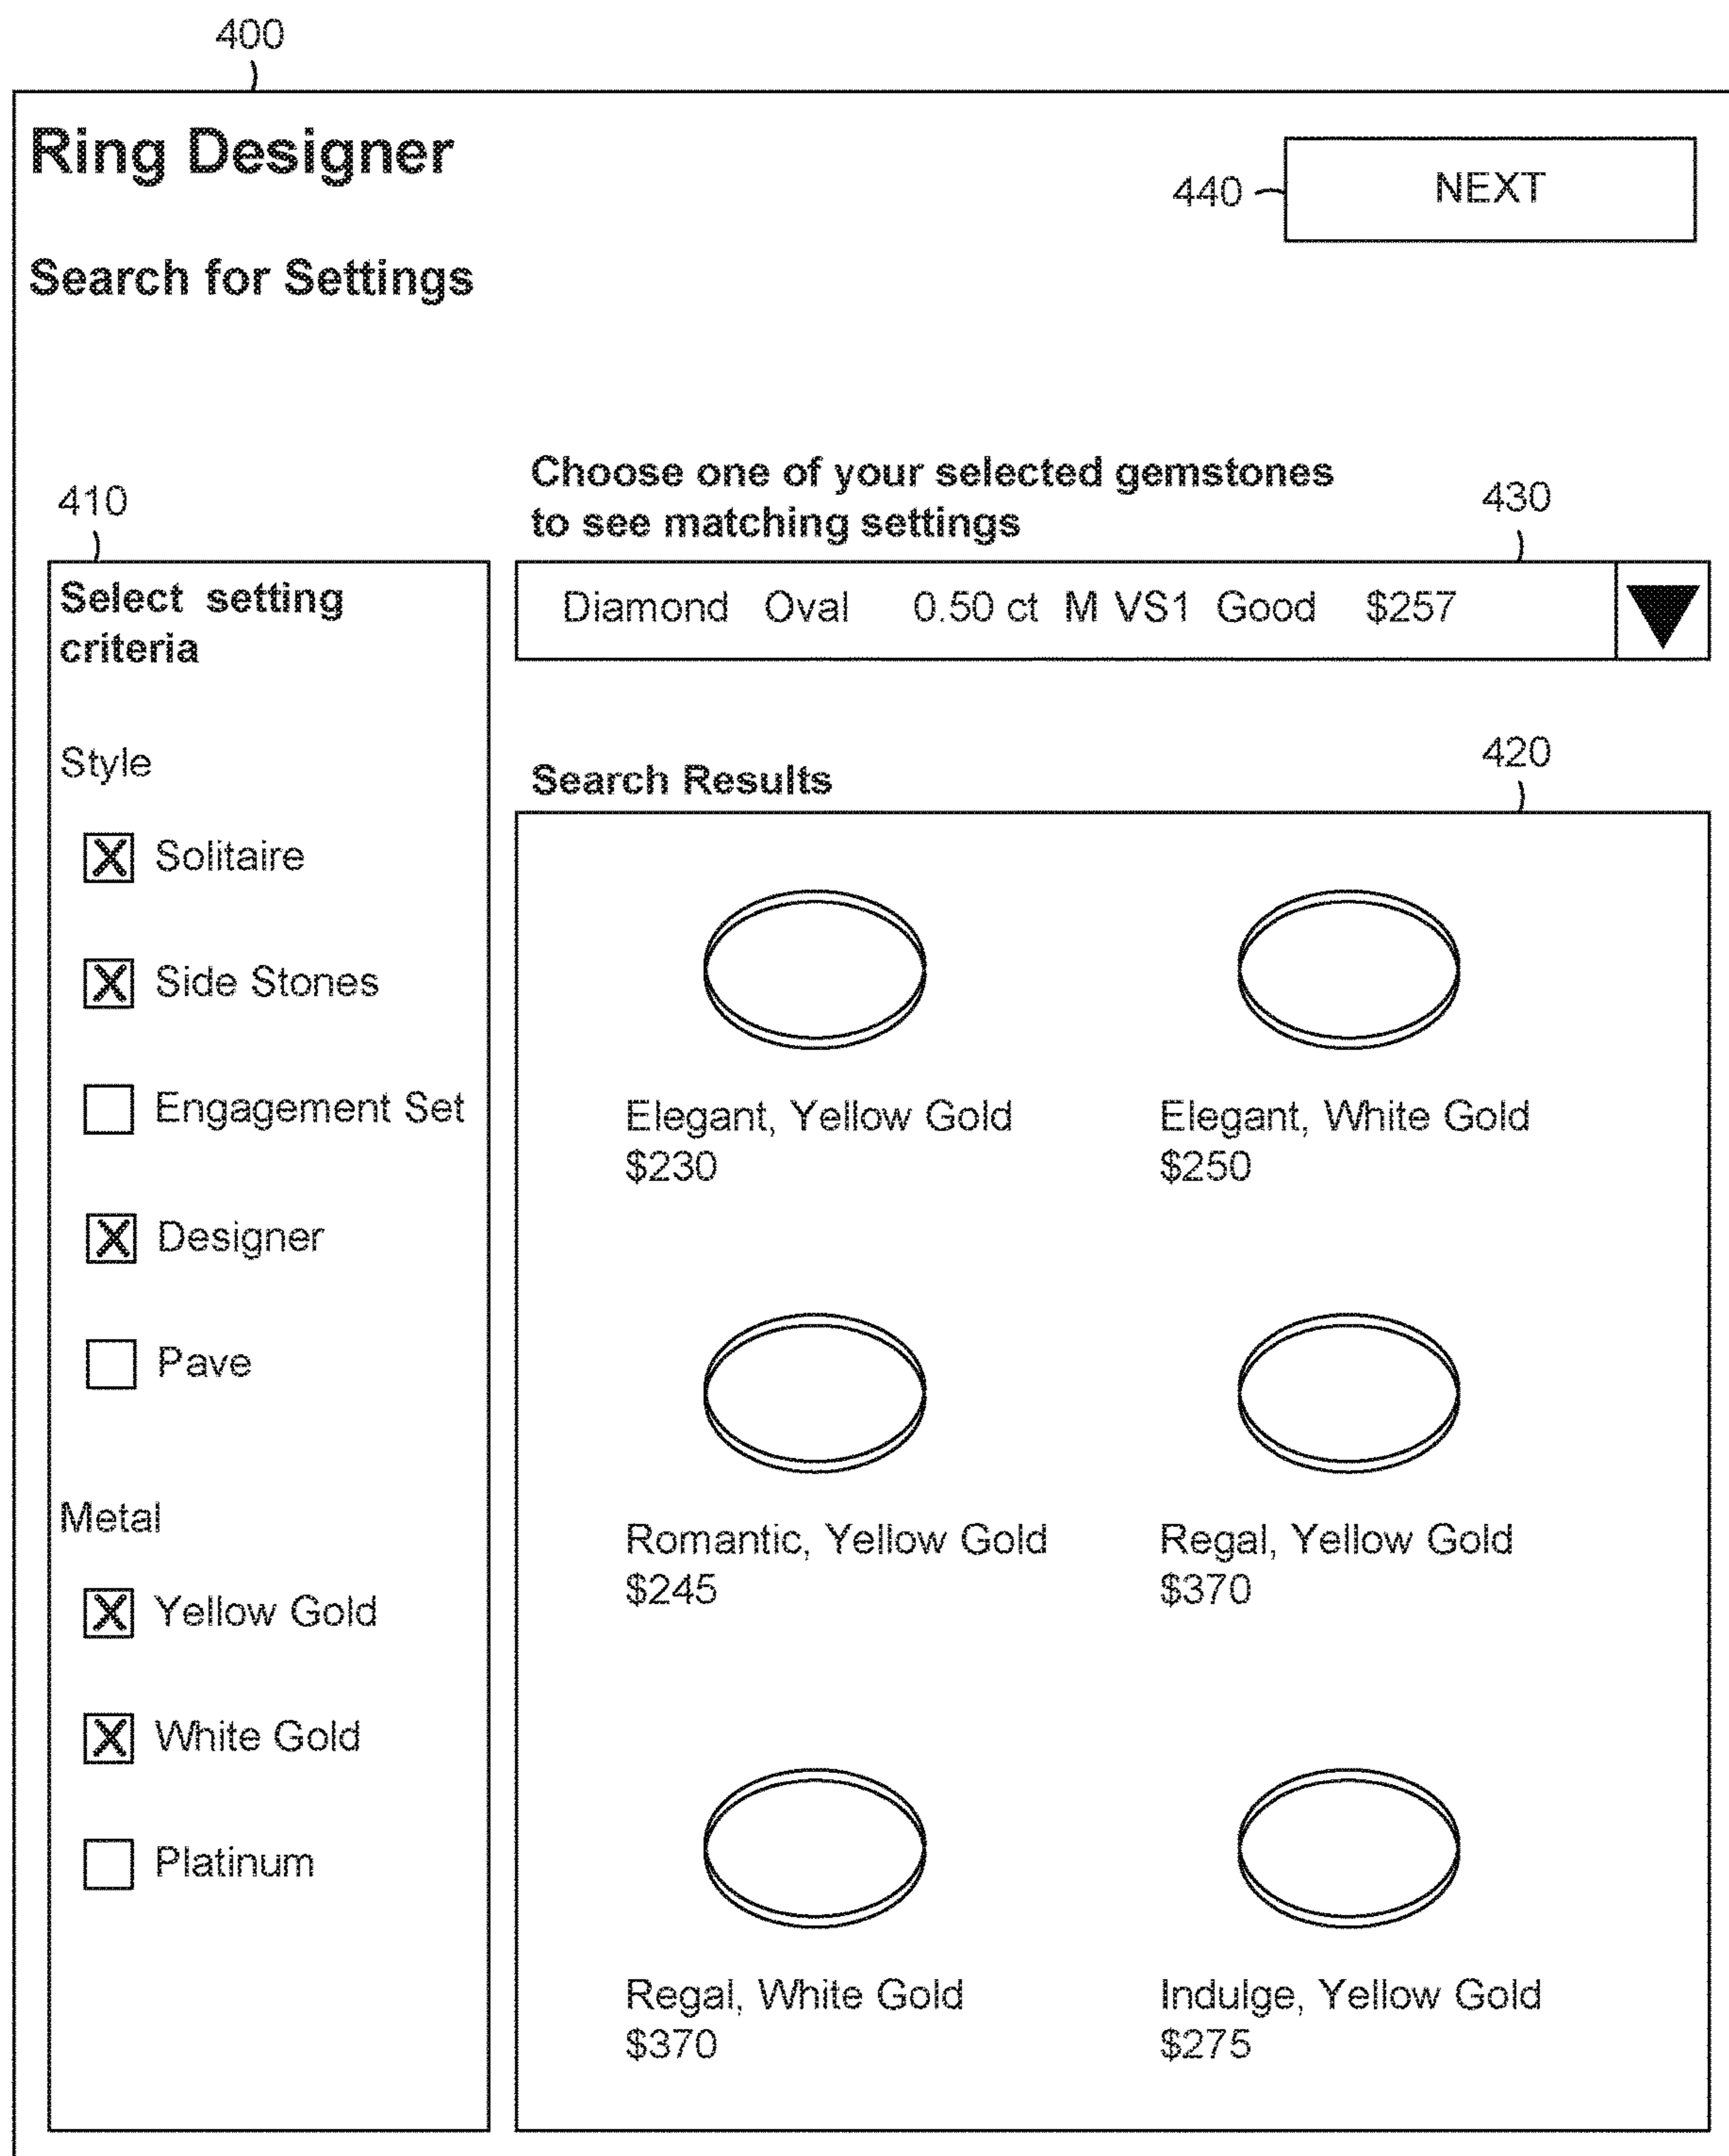 400
Ring Designer
440
NEXT
Search for Settings
Choose one of your selected gemstones
to see matching settings
430
410
Diamond Oval 0.50 ct M VS1 Good $257
Select setting
criteria
Style
Solitaire
Side Stones
Engagement Set
Designer
Pave
Metal
Yellow Gold
White Gold
Platinum
420
Search Results
Elegant, Yellow Gold
$230
Elegant, White Gold
$250
Romantic, Yellow Gold
$245
Regal, Yellow Gold
$370
Regal, White Gold
$370
Indulge, Yellow Gold
$275